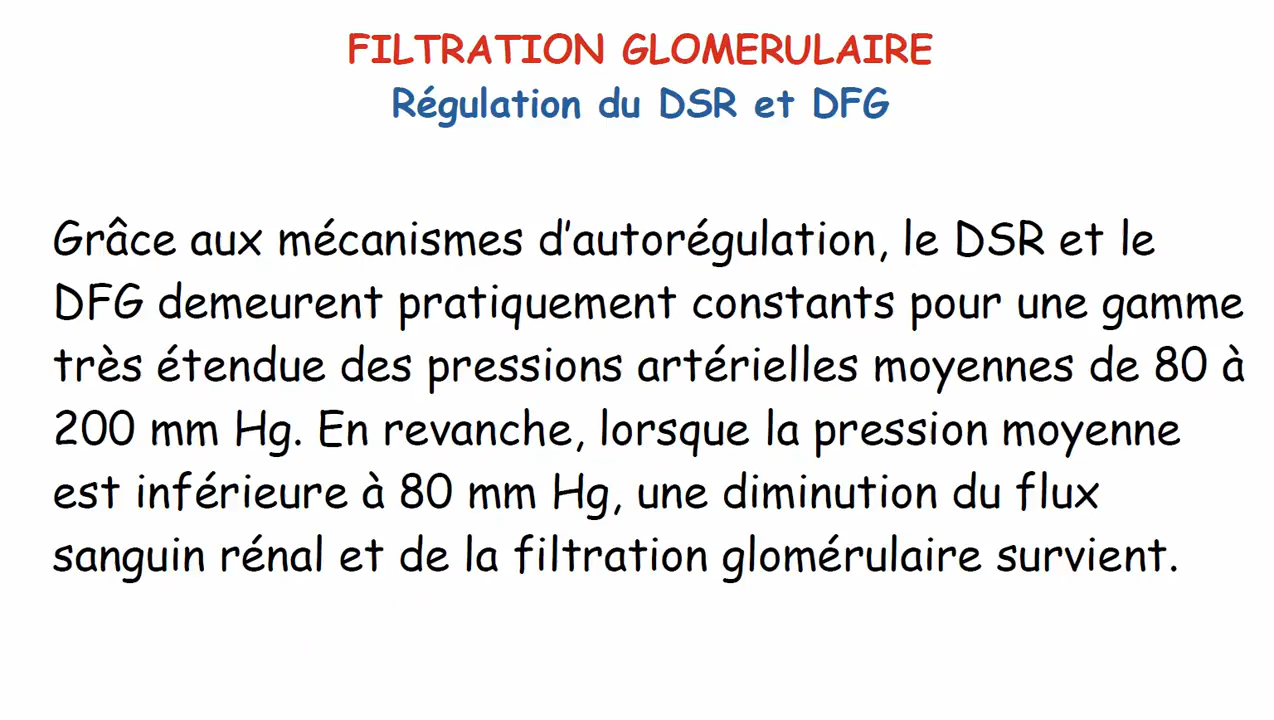 FILTRATION GLOMERULAIRE
Régulation du DSR et DFG
Grâce aux mécanismes d’autorégulation, le DSR et le
DFG demeurent pratiquement constants pour une gamme
très étendue des pressions artérielles moyennes de 80 à
200 mm Hg. En revanche, lorsque la pression moyenne
est inférieure à 80 mm Hg, une diminution du flux
sanguin rénal et de la filtration glomérulaire survient.